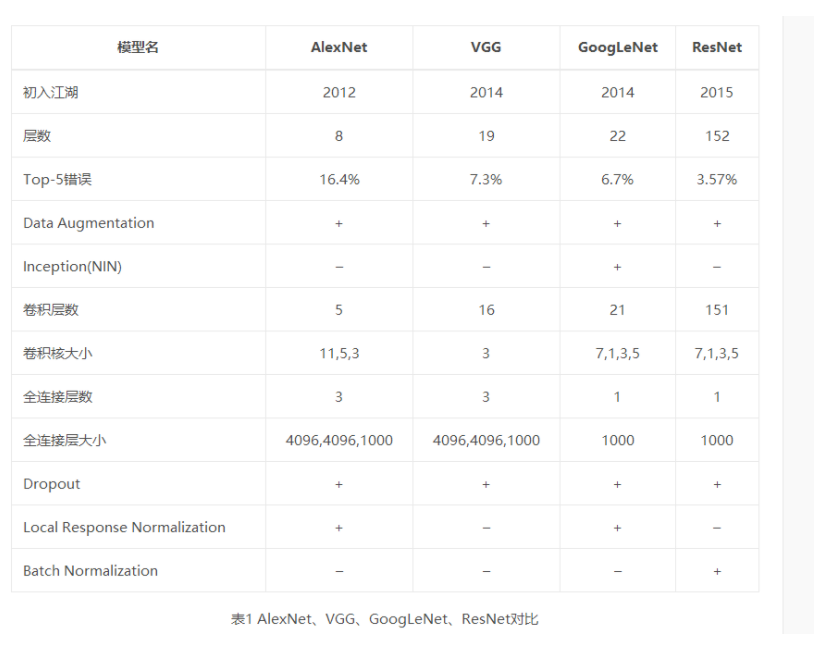 模型名 AlexNet VGG GoogLeNet ResNet
初入江湖 2012 2014 2014 2015
层数 8 19 22 152
Top-5错误 16.4% 7.3% 6.7% 3.57%
Data Augmentation + + + +
Inception(NIN) – – + –
卷积层数 5 16 21 151
卷积核大小 11,5,3 3 7,1,3,5 7,1,3,5
全连接层数 3 3 1 1
全连接层大小 4096,4096,1000 4096,4096,1000 1000 1000
Dropout + + + +
Local Response Normalization + – + –
Batch Normalization – – – +
表1 AlexNet、VGG、GoogLeNet、ResNet对比